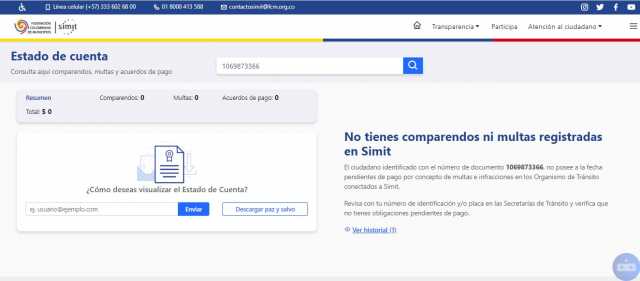 Línea celular (+57) 333 602 68 00
01 8000 413 588
contactosimit@fcm.org.co
FEDERACIÓN COLOMBIANA DE MUNICIPIOS
simit
Transparencia
Participa
Atención al ciudadano
Estado de cuenta
Consulta aquí comparendos, multas y acuerdos de pago
1069873366
Resumen
Comparendos: 0
Multas: 0
Acuerdos de pago: 0
Total: $ 0
¿Cómo deseas visualizar el Estado de Cuenta?
ej. usuario@ejemplo.com
Enviar
Descargar paz y salvo
No tienes comparendos ni multas registradas
en Simit
El ciudadano identificado con el número de documento 1069873366, no posee a la fecha
pendientes de pago por concepto de multas e infracciones en los Organismo de Tránsito
conectados a Simit.
Revisa con tu número de identificación y/o placa en las Secretarías de Tránsito y verifica que
no tienes obligaciones pendientes de pago.
Ver historial (1)